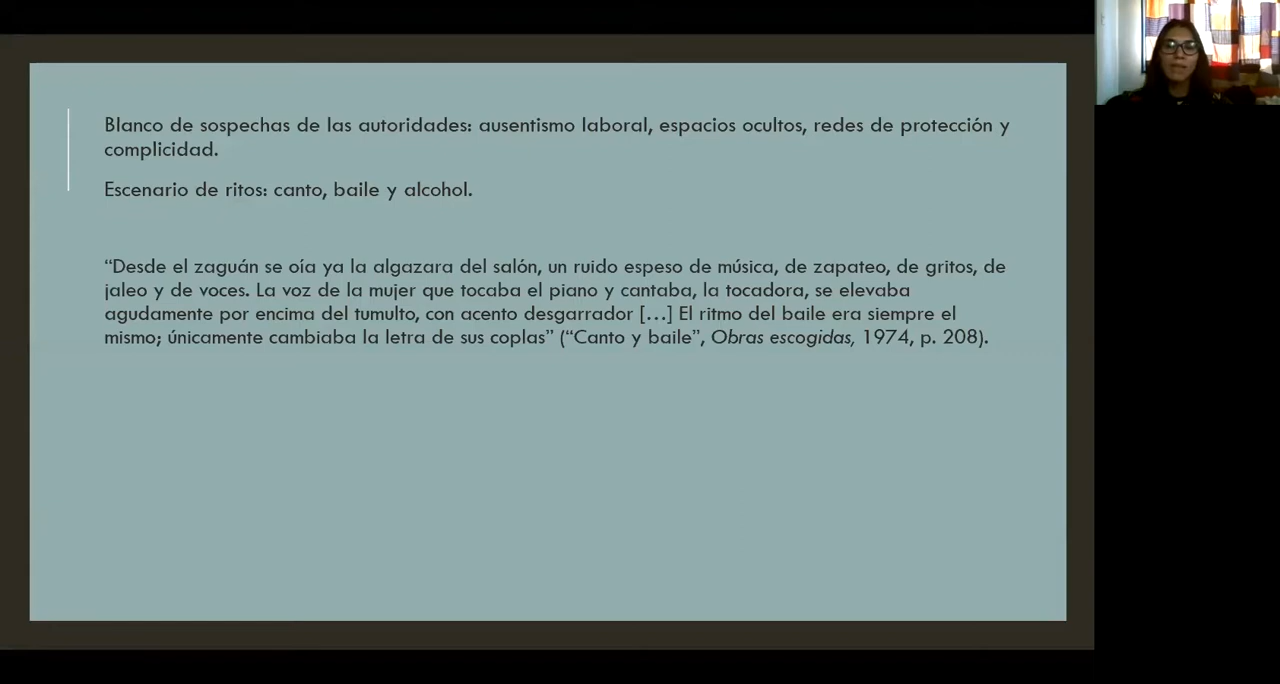 Blanco de sospechas de las autoridades: ausentismo laboral, espacios ocultos, redes de protección y
complicidad.
Escenario de ritos: canto, baile y alcohol.
“Desde el zaguán se oía ya la algazara del salón, un ruido espeso de música, de zapateo, de gritos, de
jaleo y de voces. La voz de la mujer que tocaba el piano y cantaba, la tocadora, se elevaba
agudamente por encima del tumulto, con acento desgarrador […] El ritmo del baile era siempre el
mismo; únicamente cambiaba la letra de sus coplas” (“Canto y baile”, Obras escogidas, 1974, p. 208).